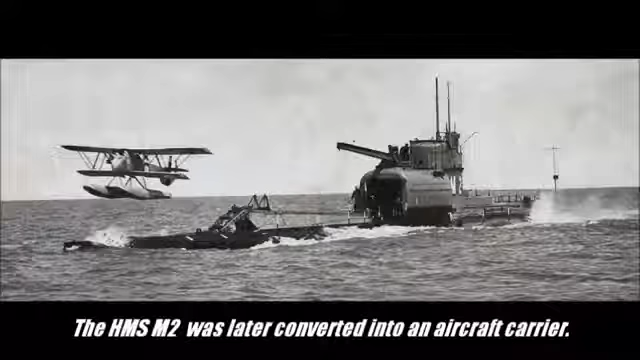 The HMS M2 was later converted into an aircraft carrier.